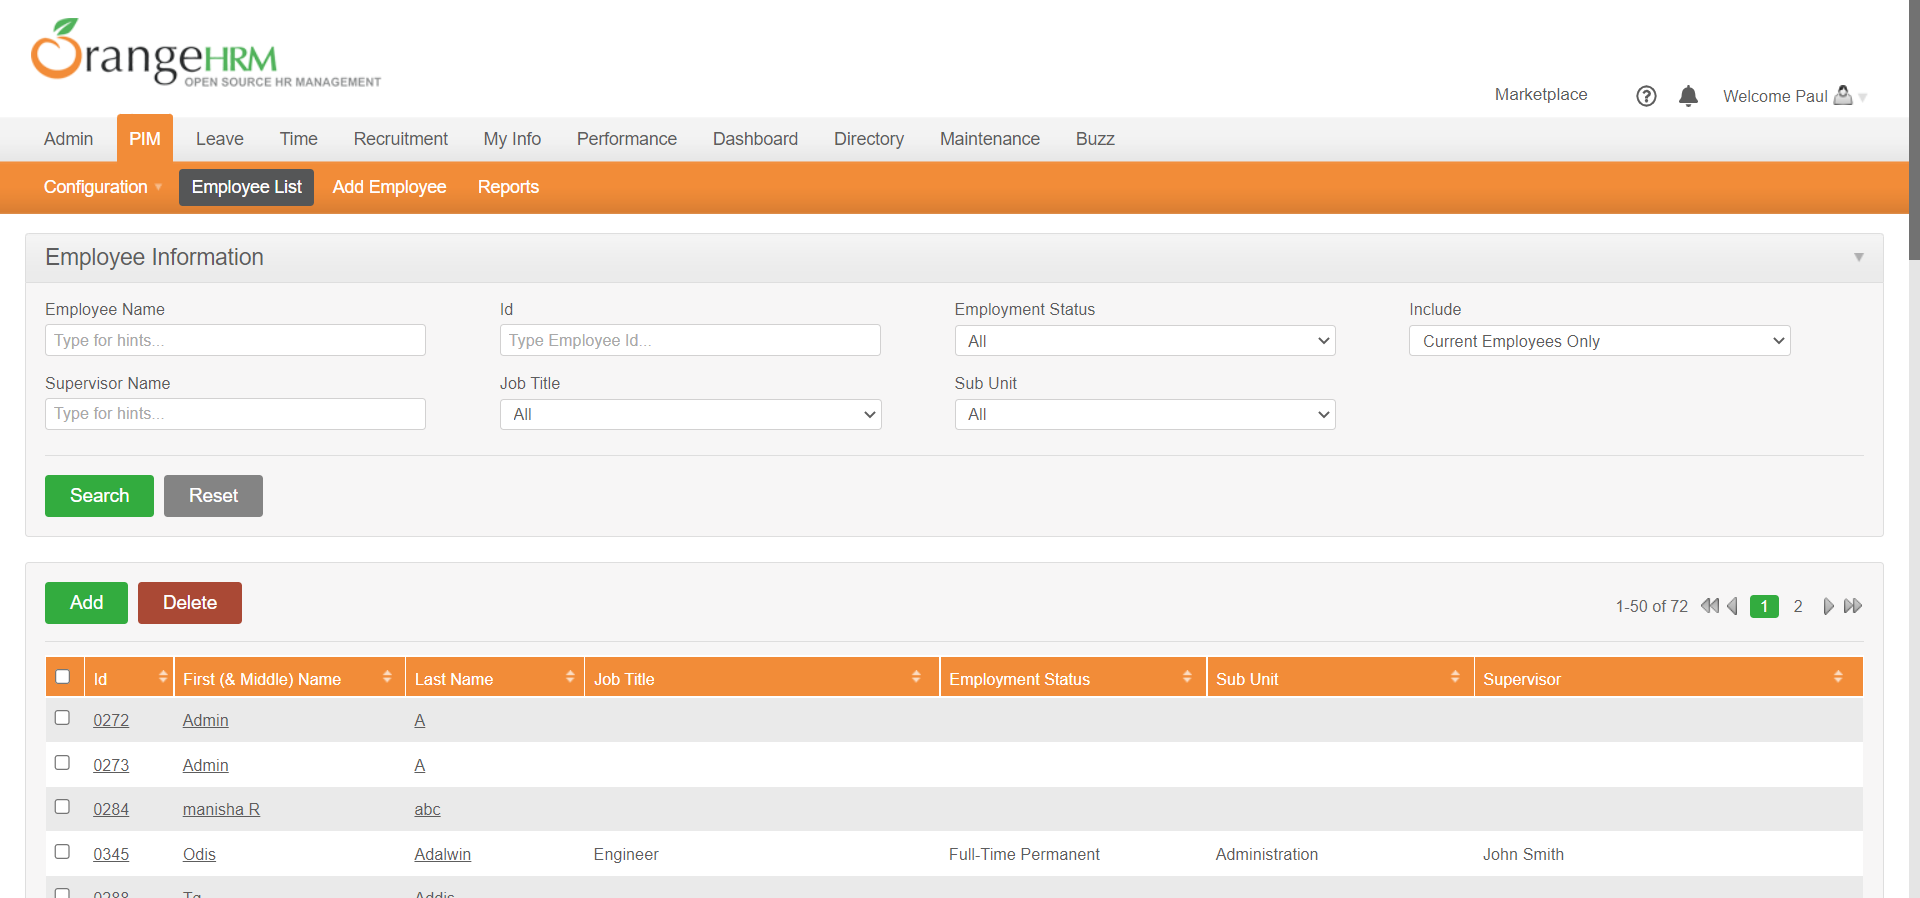 OrangeHRM
OPEN SOURCE HR MANAGEMENT
Marketplace Welcome Paul
Admin PIM Leave Time Recruitment My Info Performance Dashboard Directory Maintenance Buzz
Configuration Employee List Add Employee Reports
Employee Information
Employee Name Id Employment Status Include
Type for hints... Type Employee Id... All Current Employees Only
Supervisor Name Job Title Sub Unit
Type for hints... All All
Search Reset
Add Delete 1-50 of 72 1 2
Id First (& Middle) Name Last Name Job Title Employment Status Sub Unit Supervisor
0272 Admin A
0273 Admin A
0284 manisha R abc
0345 Odis Adalwin Engineer Full-Time Permanent Administration John Smith